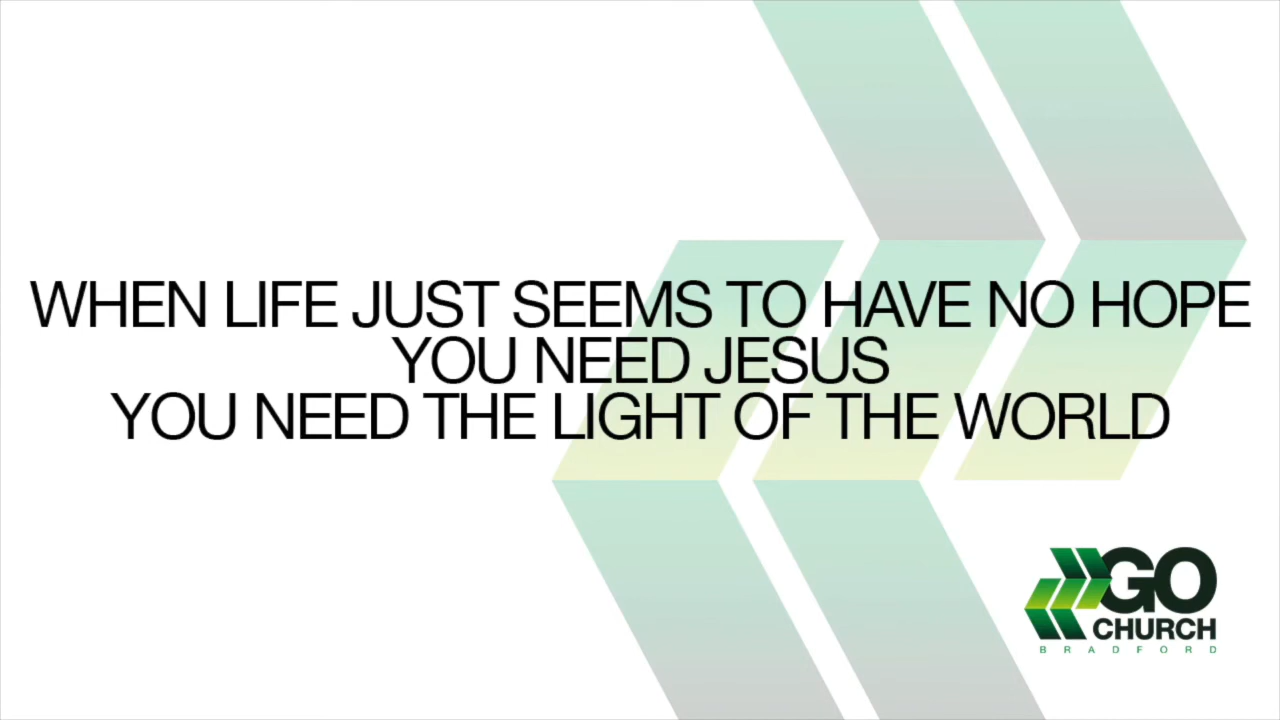 WHEN LIFE JUST SEEMS TO HAVE NO HOPE
YOU NEED JESUS
YOU NEED THE LIGHT OF THE WORLD
GO
CHURCH
BRADFORD